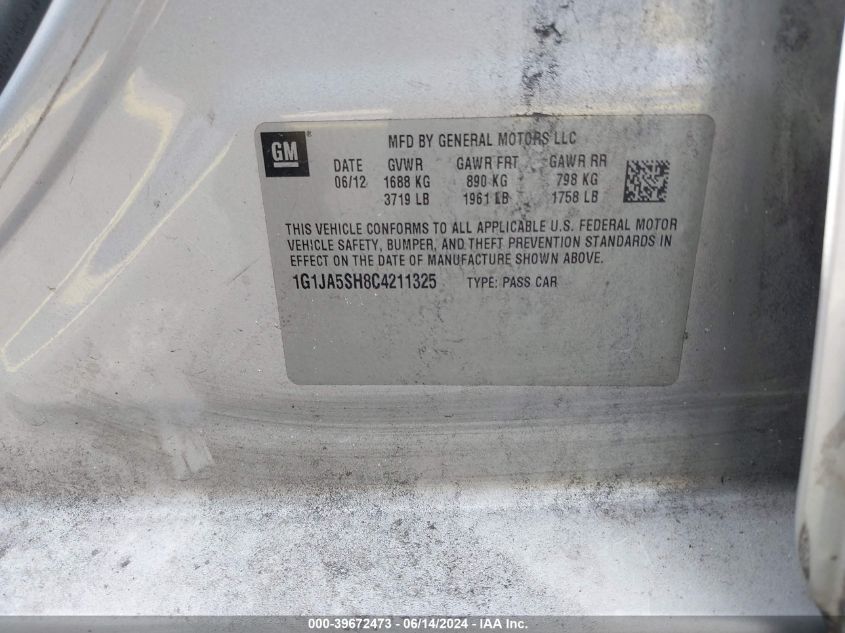 GM ®
MFD BY GENERAL MOTORS LLC
DATE GVWR GAWR FRT GAWR RR
06/12 1688 KG 890 KG 798 KG
3719 LB 1961 LB 1758 LB
THIS VEHICLE CONFORMS TO ALL APPLICABLE U.S. FEDERAL MOTOR
VEHICLE SAFETY, BUMPER, AND THEFT PREVENTION STANDARDS IN
EFFECT ON THE DATE OF MANUFACTURE SHOWN ABOVE.
1G1JA5SH8C4211325 TYPE: PASS CAR
000-39672473 - 06/14/2024 - IAAI.com